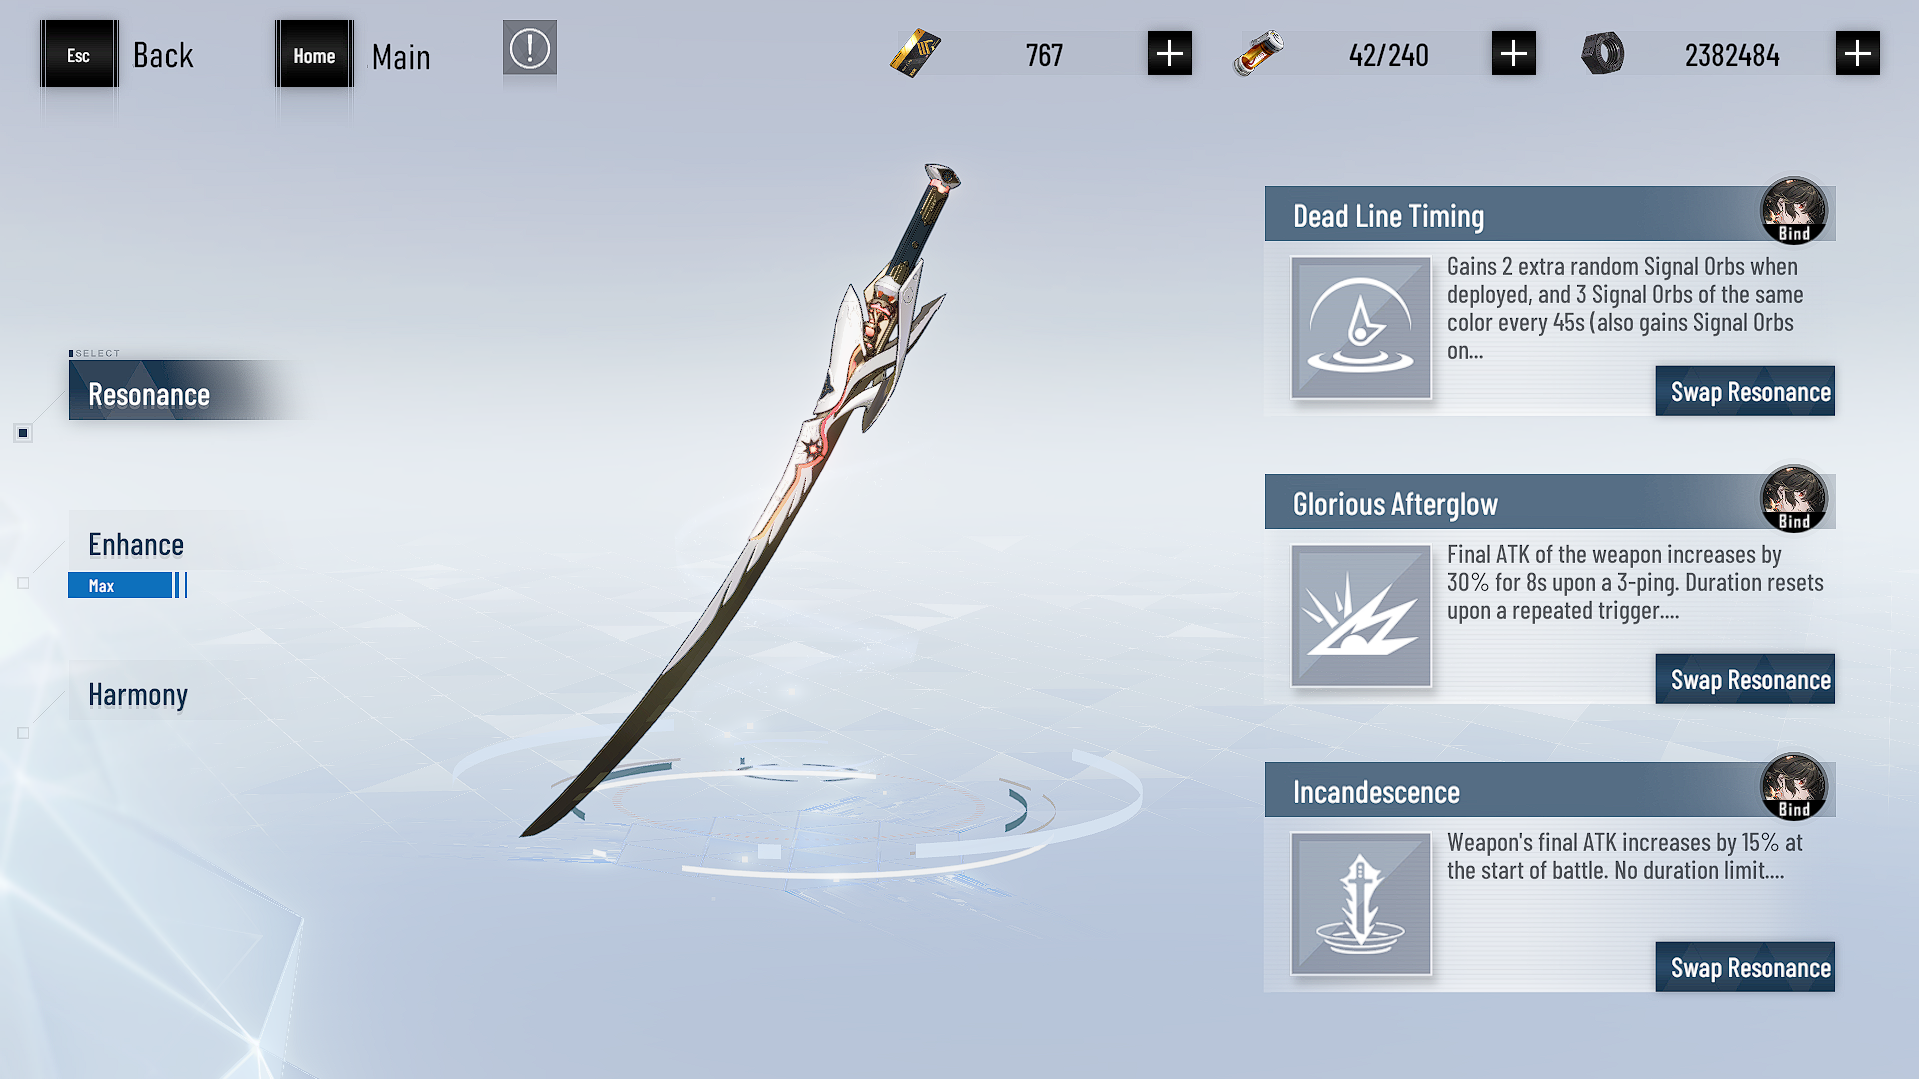 Esc
Back
Home
Main
767
42/240
2382484
SELECT
Resonance
Enhance
Max
Harmony
Dead Line Timing
Bind
Gains 2 extra random Signal Orbs when
deployed, and 3 Signal Orbs of the same
color every 45s (also gains Signal Orbs
on...
Swap Resonance
Glorious Afterglow
Bind
Final ATK of the weapon increases by
30% for 8s upon a 3-ping. Duration resets
upon a repeated trigger....
Swap Resonance
Incandescence
Bind
Weapon's final ATK increases by 15% at
the start of battle. No duration limit....
Swap Resonance